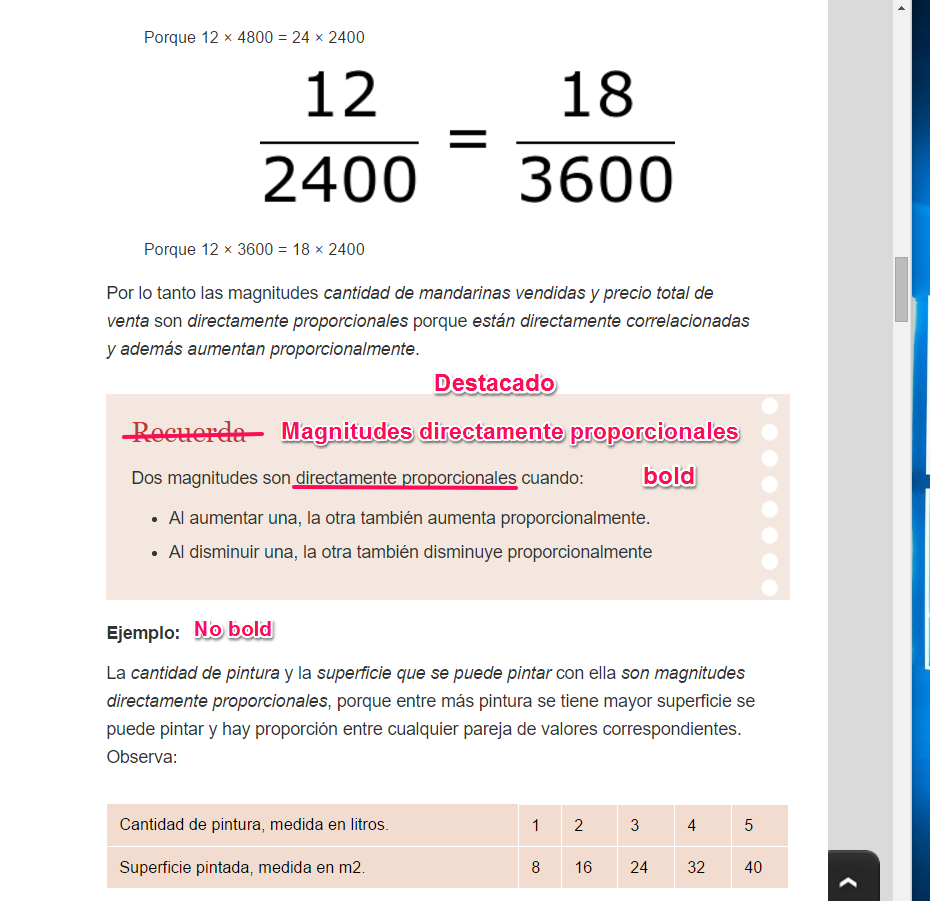 Porque 12 × 4800 = 24 × 2400
12/2400 = 18/3600
Porque 12 × 3600 = 18 × 2400
Por lo tanto las magnitudes cantidad de mandarinas vendidas y precio total de
venta son directamente proporcionales porque están directamente correlacionadas
y además aumentan proporcionalmente.
Destacado
Recuerda Magnitudes directamente proporcionales
Dos magnitudes son directamente proporcionales cuando: bold
• Al aumentar una, la otra también aumenta proporcionalmente.
• Al disminuir una, la otra también disminuye proporcionalmente
Ejemplo: No bold
La cantidad de pintura y la superficie que se puede pintar con ella son magnitudes
directamente proporcionales, porque entre más pintura se tiene mayor superficie se
puede pintar y hay proporción entre cualquier pareja de valores correspondientes.
Observa:
Cantidad de pintura, medida en litros. 1 2 3 4 5
Superficie pintada, medida en m2. 8 16 24 32 40